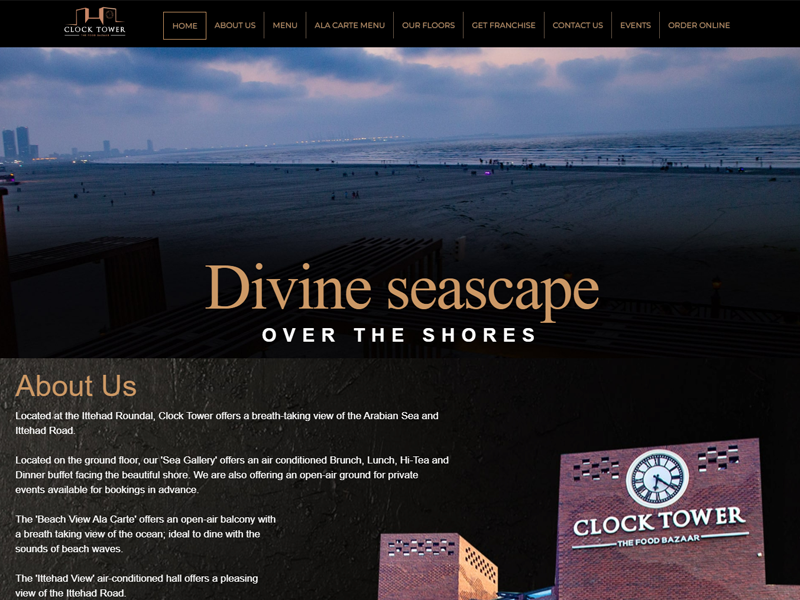 CLOCK TOWER
THE FOOD BAZAAR
HOME
ABOUT US
MENU
ALA CARTE MENU
OUR FLOORS
GET FRANCHISE
CONTACT US
EVENTS
ORDER ONLINE
Divine seascape
OVER THE SHORES
About Us
Located at the Ittehad Roundal, Clock Tower offers a breath-taking view of the Arabian Sea and
Ittehad Road.
Located on the ground floor, our 'Sea Gallery' offers an air conditioned Brunch, Lunch, Hi-Tea and
Dinner buffet facing the beautiful shore. We are also offering an open-air ground for private
events available for bookings in advance.
The 'Beach View Ala Carte' offers an open-air balcony with
a breath taking view of the ocean; ideal to dine with the
sounds of beach waves.
The 'Ittehad View' air-conditioned hall offers a pleasing
view of the Ittehad Road.
CLOCK TOWER
THE FOOD BAZAAR